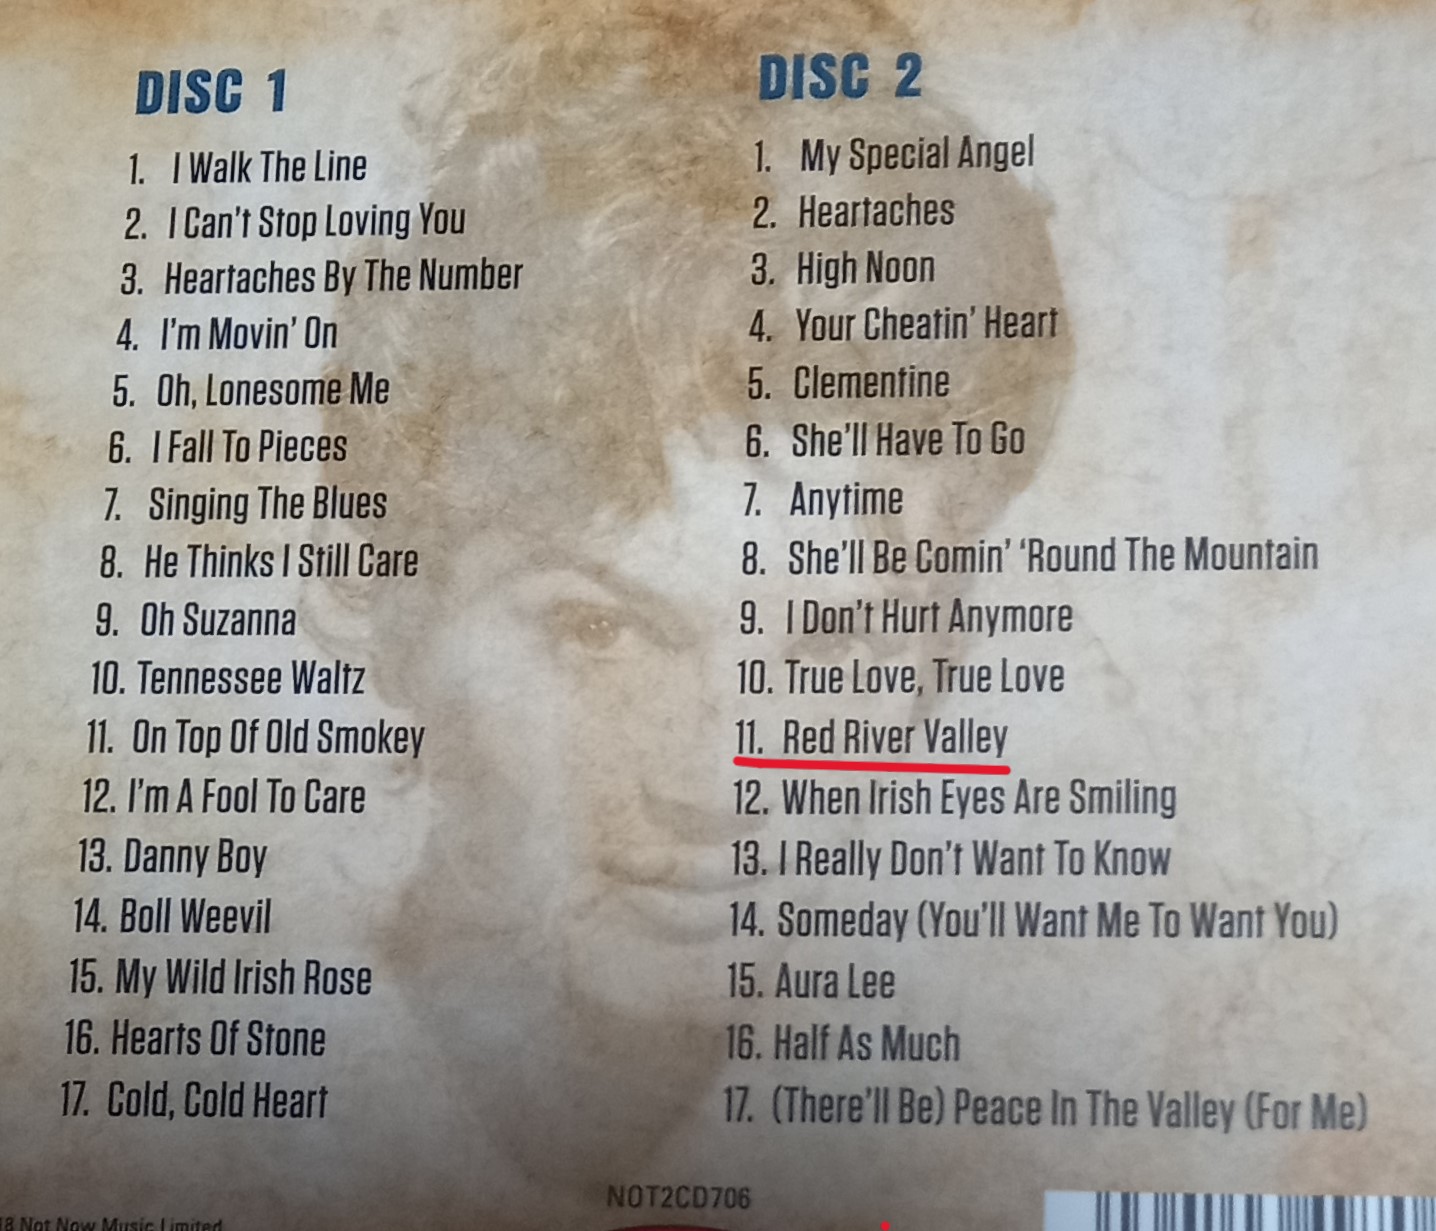 DISC 1
1. I Walk The Line
2. I Can't Stop Loving You
3. Heartaches By The Number
4. I'm Movin' On
5. Oh, Lonesome Me
6. I Fall To Pieces
7. Singing The Blues
8. He Thinks I Still Care
9. Oh Suzanna
10. Tennessee Waltz
11. On Top Of Old Smokey
12. I'm A Fool To Care
13. Danny Boy
14. Boll Weevil
15. My Wild Irish Rose
16. Hearts Of Stone
17. Cold, Cold Heart
DISC 2
1. My Special Angel
2. Heartaches
3. High Noon
4. Your Cheatin' Heart
5. Clementine
6. She'll Have To Go
7. Anytime
8. She'll Be Comin' 'Round The Mountain
9. I Don't Hurt Anymore
10. True Love, True Love
11. Red River Valley
12. When Irish Eyes Are Smiling
13. I Really Don't Want To Know
14. Someday (You'll Want Me To Want You)
15. Aura Lee
16. Half As Much
17. (There'll Be) Peace In The Valley (For Me)
NOT2CD706
Not Now Music Limited